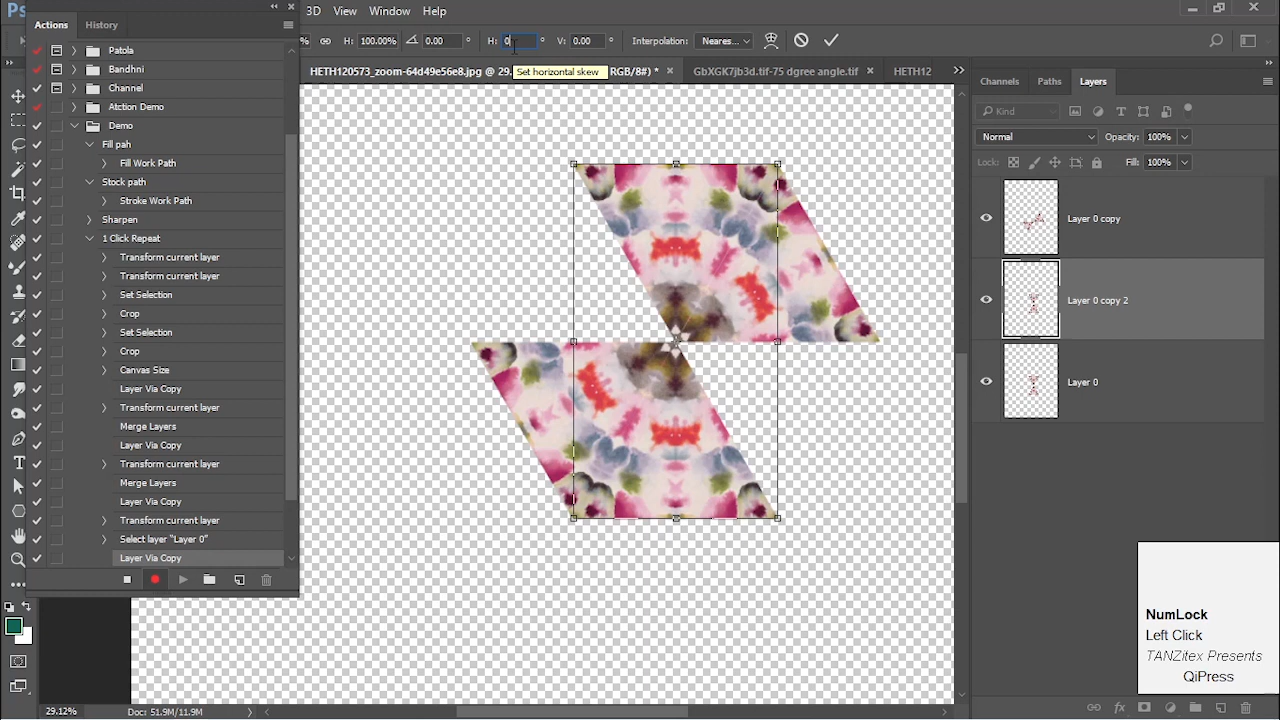 Ps
3D View Window Help
% H: 100.00% 0.00 ° H: 0 ° V: 0.00 ° Interpolation: Neares...
HETH120573_zoom-64d49e56e8.jpg @ 29. RGB/8#) * × GbXGK7jb3d.tif-75 dgree angle.tif × HETH12
Set horizontal skew
Actions History
Patola
Bandhni
Channel
Atction Demo
Demo
Fill pah
Fill Work Path
Stock path
Stroke Work Path
Sharpen
1 Click Repeat
Transform current layer
Transform current layer
Set Selection
Crop
Set Selection
Crop
Canvas Size
Layer Via Copy
Transform current layer
Merge Layers
Layer Via Copy
Transform current layer
Merge Layers
Layer Via Copy
Transform current layer
Select layer "Layer 0"
Layer Via Copy
Channels Paths Layers
Kind
Normal Opacity: 100%
Lock: Fill: 100%
Layer 0 copy
Layer 0 copy 2
Layer 0
NumLock
Left Click
TANZitex Presents
QiPress
29.12% Doc: 51.9M/11.9M